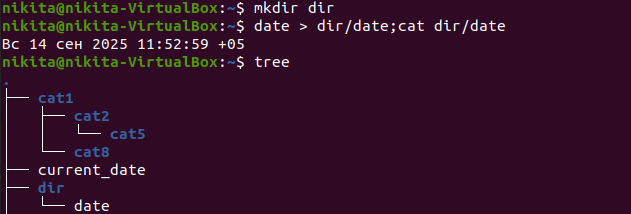 nikita@nikita-VirtualBox:~$ mkdir dir
nikita@nikita-VirtualBox:~$ date > dir/date;cat dir/date
Вс 14 сен 2025 11:52:59 +05
nikita@nikita-VirtualBox:~$ tree
.
├── cat1
│   ├── cat2
│   │   └── cat5
│   └── cat8
├── current_date
├── dir
│   └── date